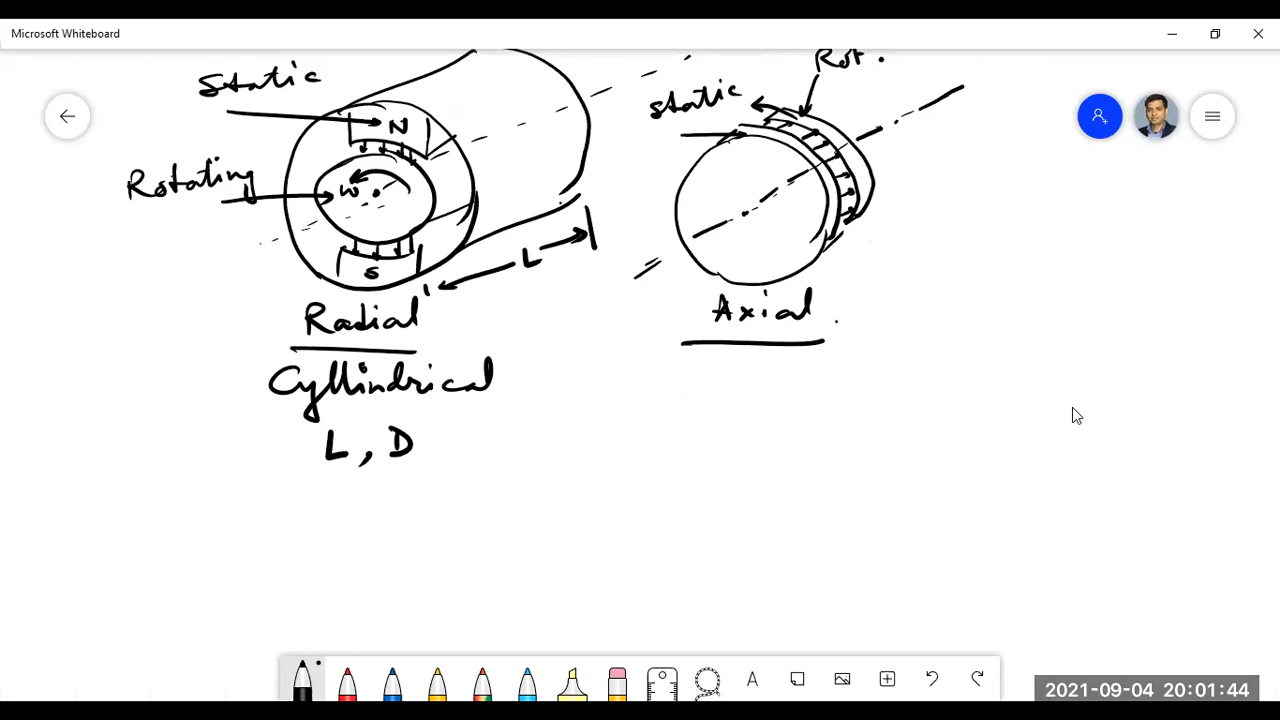 Microsoft Whiteboard
Static
N
Rotating
w
S
L
Radial
Cyllindrical
L, D
Rot.
static
Axial
A
2021-09-04 20:01:44